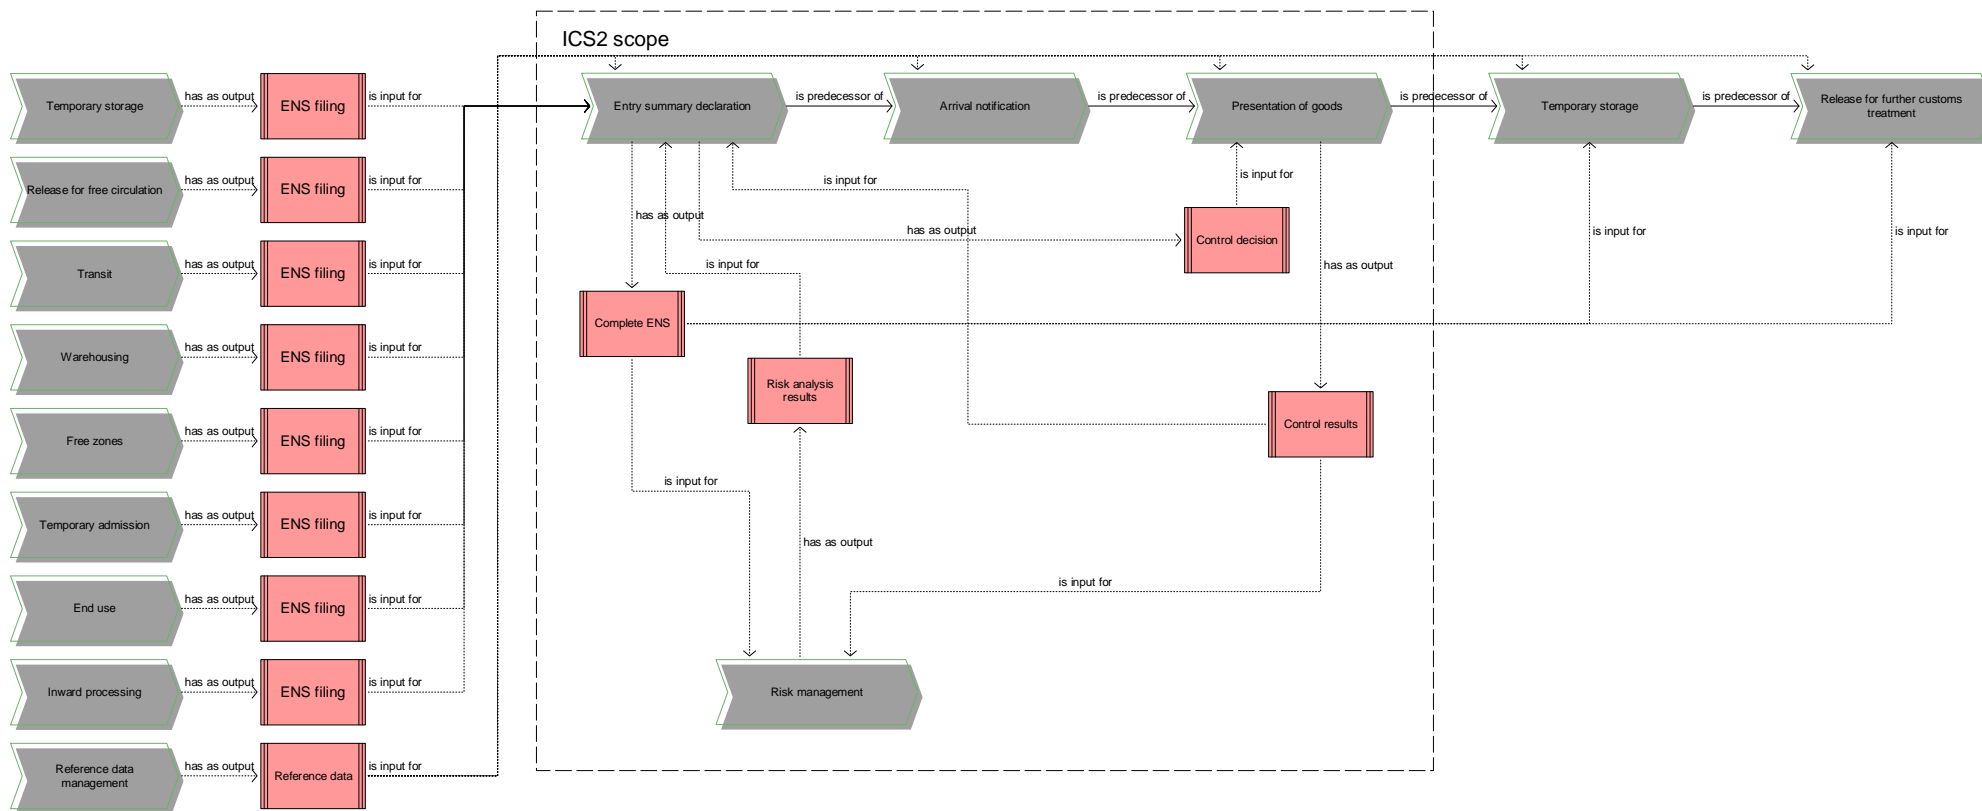 ICS2 scope
Temporary storage
has as output
ENS filing
is input for
Entry summary declaration
is predecessor of
Arrival notification
is predecessor of
Presentation of goods
is predecessor of
Temporary storage
is predecessor of
Release for further customs
treatment
Release for free circulation
has as output
ENS filing
is input for
is input for
is input for
has as output
Control decision
has as output
is input for
is input for
Transit
has as output
ENS filing
is input for
is input for
has as output
Complete ENS
Warehousing
has as output
ENS filing
is input for
Risk analysis
results
Control results
Free zones
has as output
ENS filing
is input for
is input for
Temporary admission
has as output
ENS filing
is input for
has as output
is input for
End use
has as output
ENS filing
is input for
Inward processing
has as output
ENS filing
is input for
Risk management
Reference data
management
has as output
Reference data
is input for